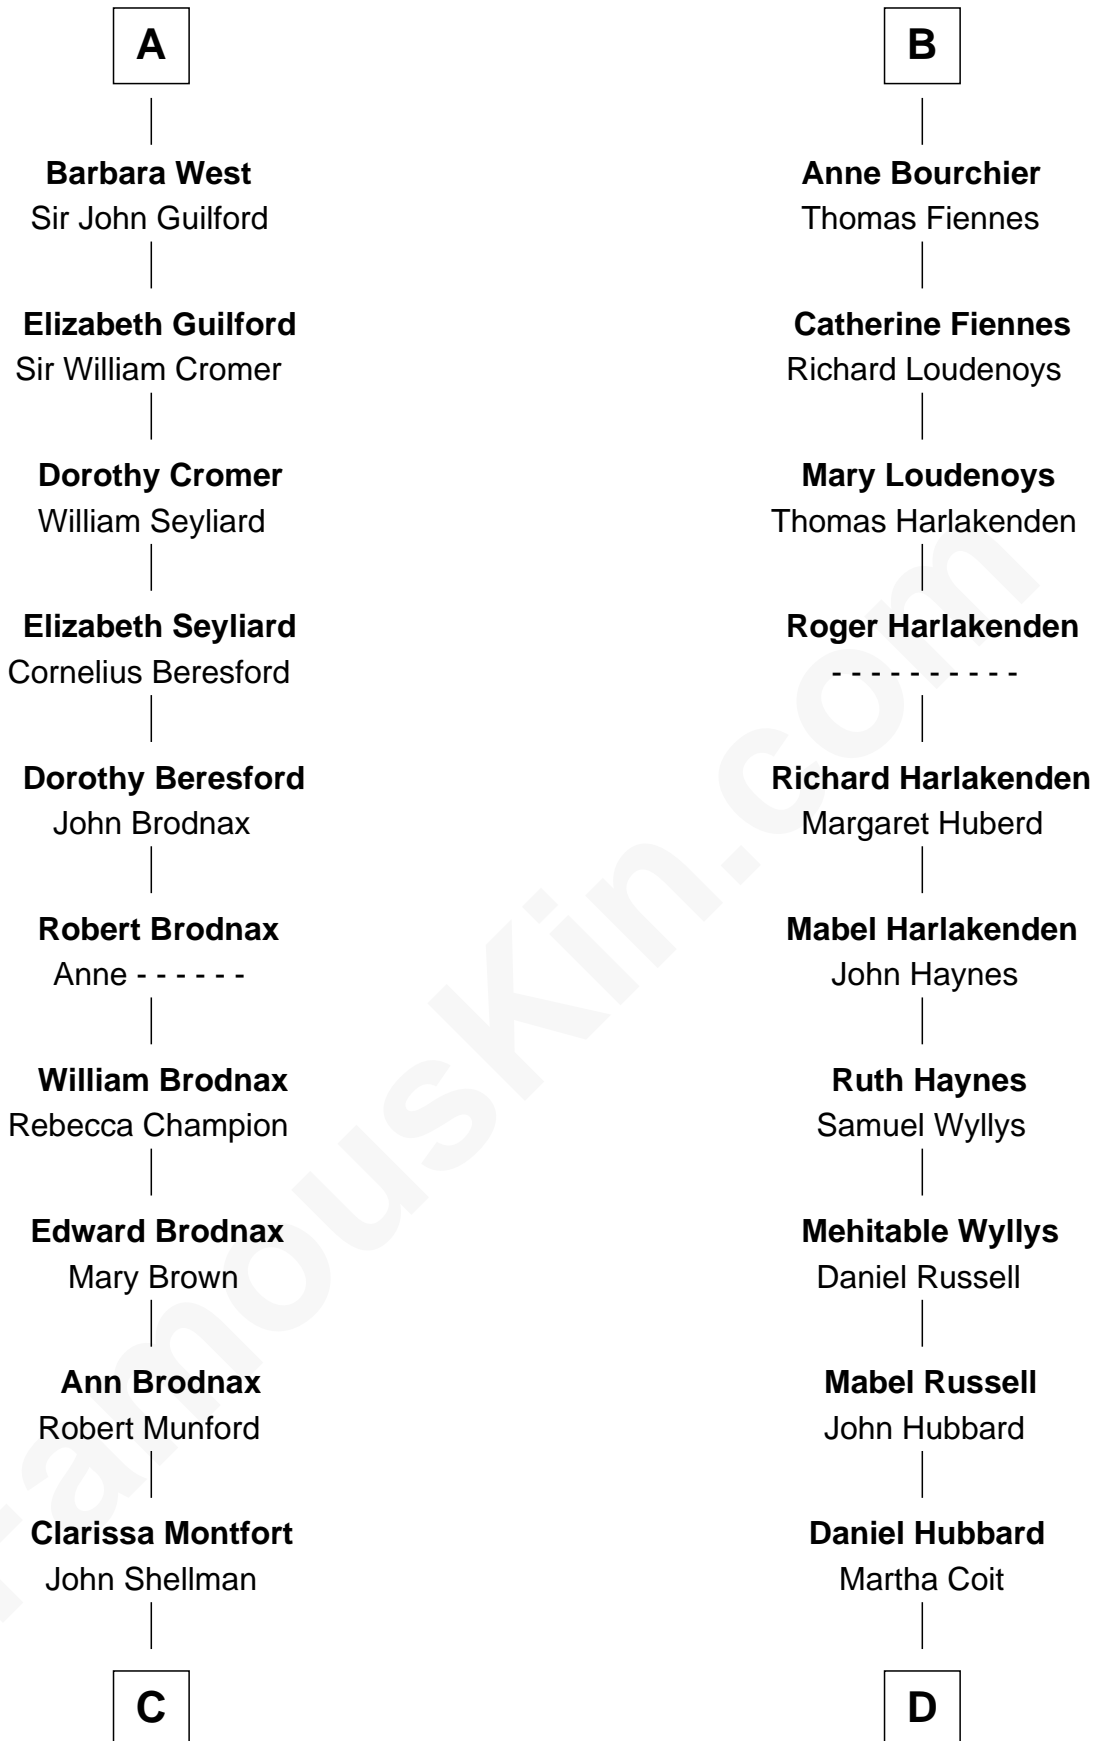 A
Barbara West
Sir John Guilford
Elizabeth Guilford
Sir William Cromer
Dorothy Cromer
William Seyliard
Elizabeth Seyliard
Cornelius Beresford
Dorothy Beresford
John Brodnax
Robert Brodnax
Anne - - - - - -
William Brodnax
Rebecca Champion
Edward Brodnax
Mary Brown
Ann Brodnax
Robert Munford
Clarissa Montfort
John Shellman
C
B
Anne Bourchier
Thomas Fiennes
Catherine Fiennes
Richard Loudenoys
Mary Loudenoys
Thomas Harlakenden
Roger Harlakenden
- - - - - - - - - -
Richard Harlakenden
Margaret Huberd
Mabel Harlakenden
John Haynes
Ruth Haynes
Samuel Wyllys
Mehitable Wyllys
Daniel Russell
Mabel Russell
John Hubbard
Daniel Hubbard
Martha Coit
D
FamousKin.com